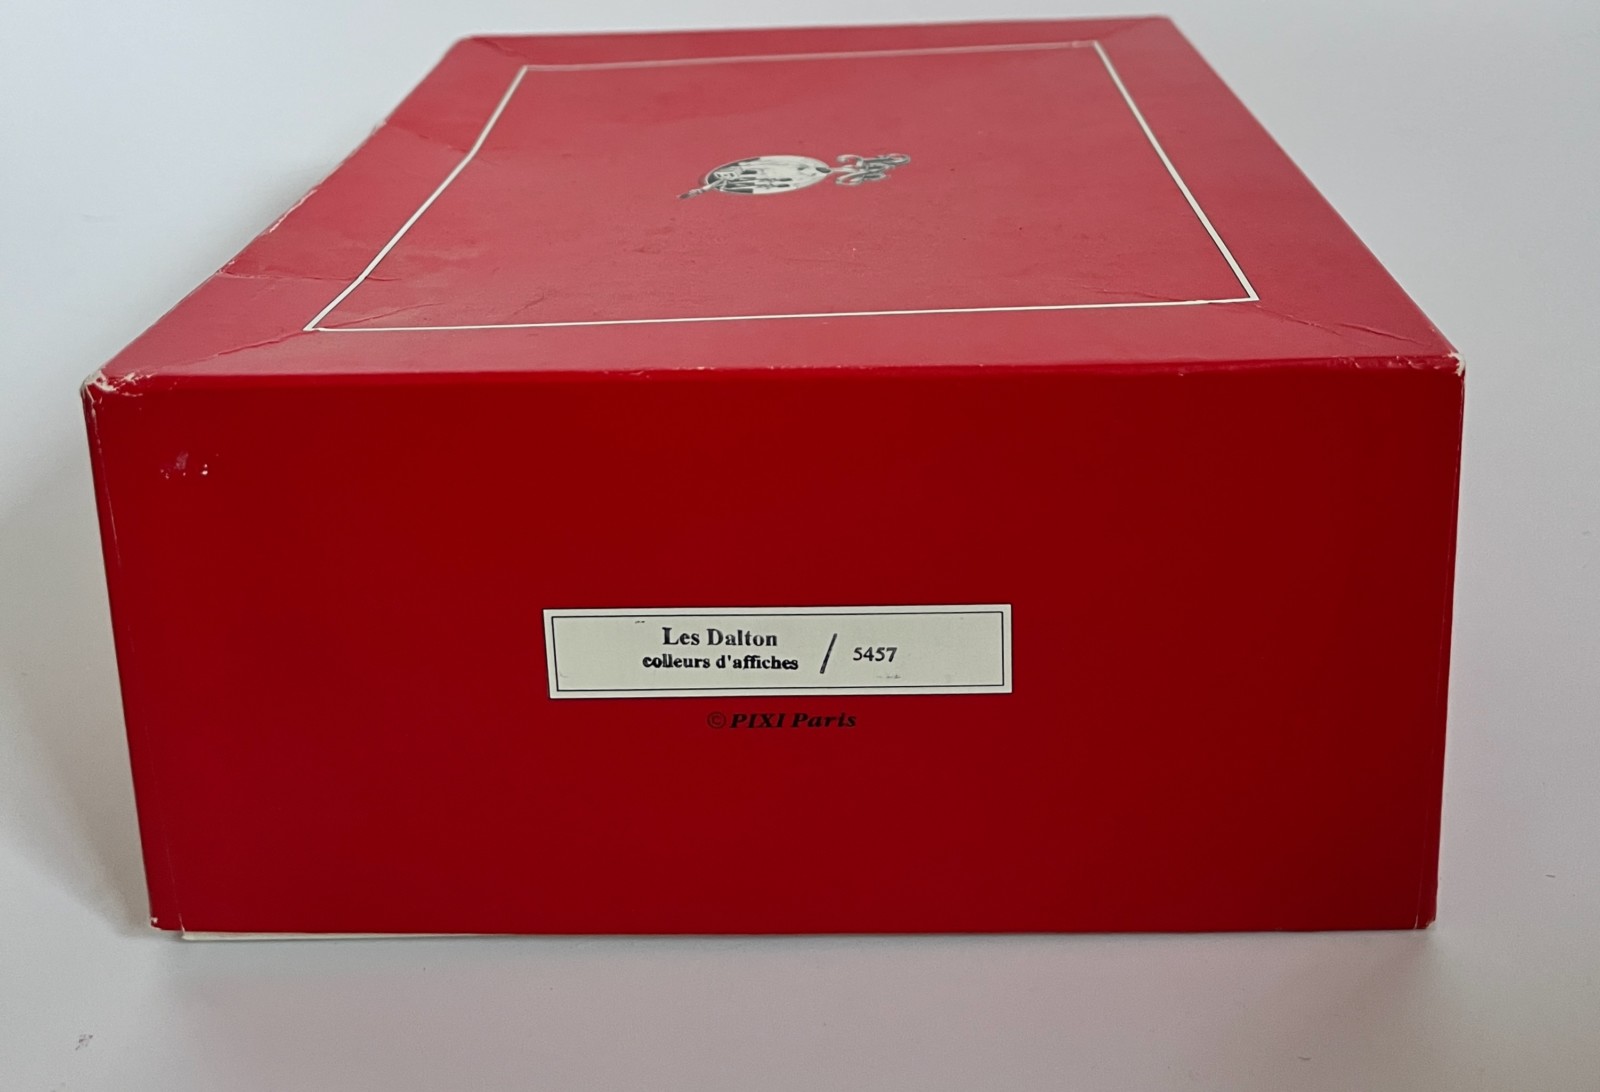 Les Dalton
colleurs d'affiches / 5457
©PIXI Paris